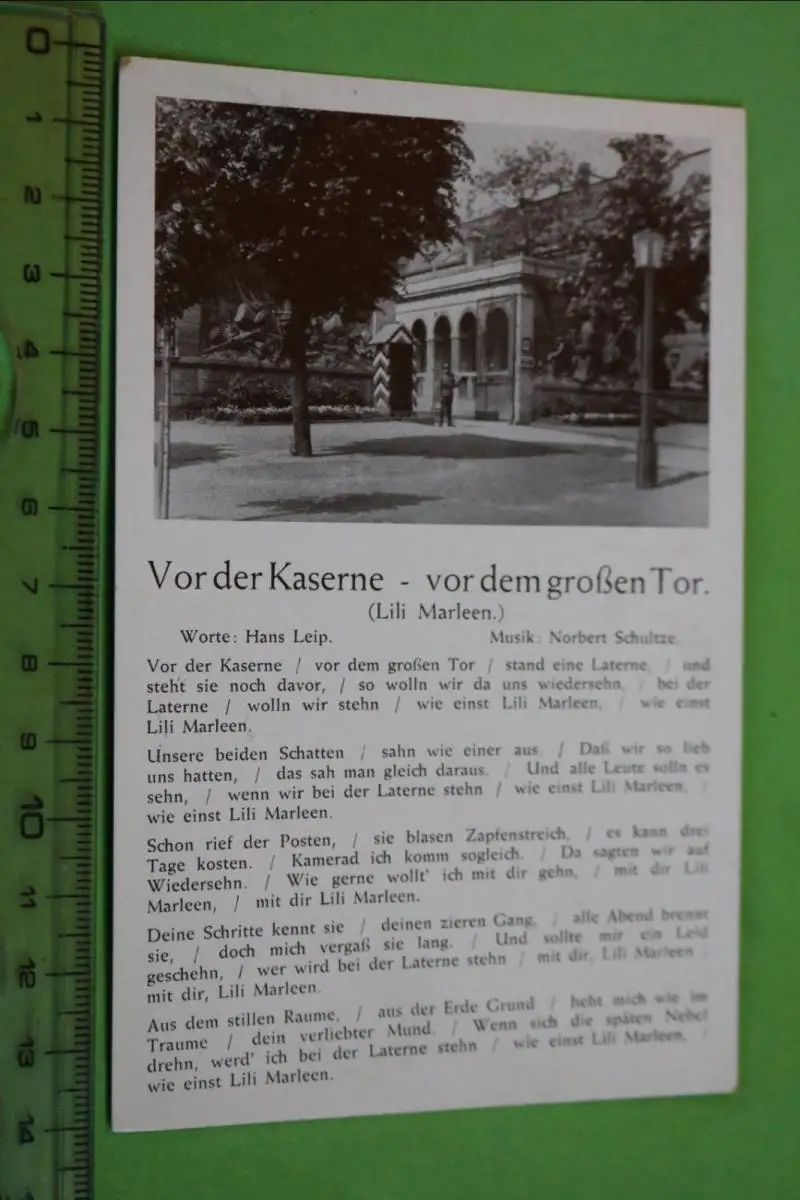 0
1
2
3
4
5
6
7
8
9
10
11
12
13
14
Vor der Kaserne - vor dem großen Tor.
(Lili Marleen.)
Worte: Hans Leip. Musik: Norbert Schultze
Vor der Kaserne / vor dem großen Tor / stand eine Laterne, / und
steht sie noch davor, / so wolln wir da uns wiedersehn, / bei der
Laterne / wolln wir stehn / wie einst Lili Marleen, / wie einst
Lili Marleen.
Unsere beiden Schatten / sahn wie einer aus. / Daß wir so lieb
uns hatten, / das sah man gleich daraus. / Und alle Leute solln es
sehn, / wenn wir bei der Laterne stehn / wie einst Lili Marleen, /
wie einst Lili Marleen.
Schon rief der Posten, / sie blasen Zapfenstreich, / es kann drei
Tage kosten. / Kamerad ich komm sogleich. / Da sagten wir auf
Wiedersehn. / Wie gerne wollt' ich mit dir gehn, / mit dir Lili
Marleen, / mit dir Lili Marleen.
Deine Schritte kennt sie / deinen zieren Gang, / alle Abend brennt
sie, / doch mich vergaß sie lang. / Und sollte mir ein Leid
geschehn, / wer wird bei der Laterne stehn / mit dir, Lili Marleen /
mit dir, Lili Marleen.
Aus dem stillen Raume, / aus der Erde Grund / hebt mich wie im
Traume / dein verliebter Mund. / Wenn sich die späten Nebel
drehn, werd' ich bei der Laterne stehn / wie einst Lili Marleen, /
wie einst Lili Marleen.